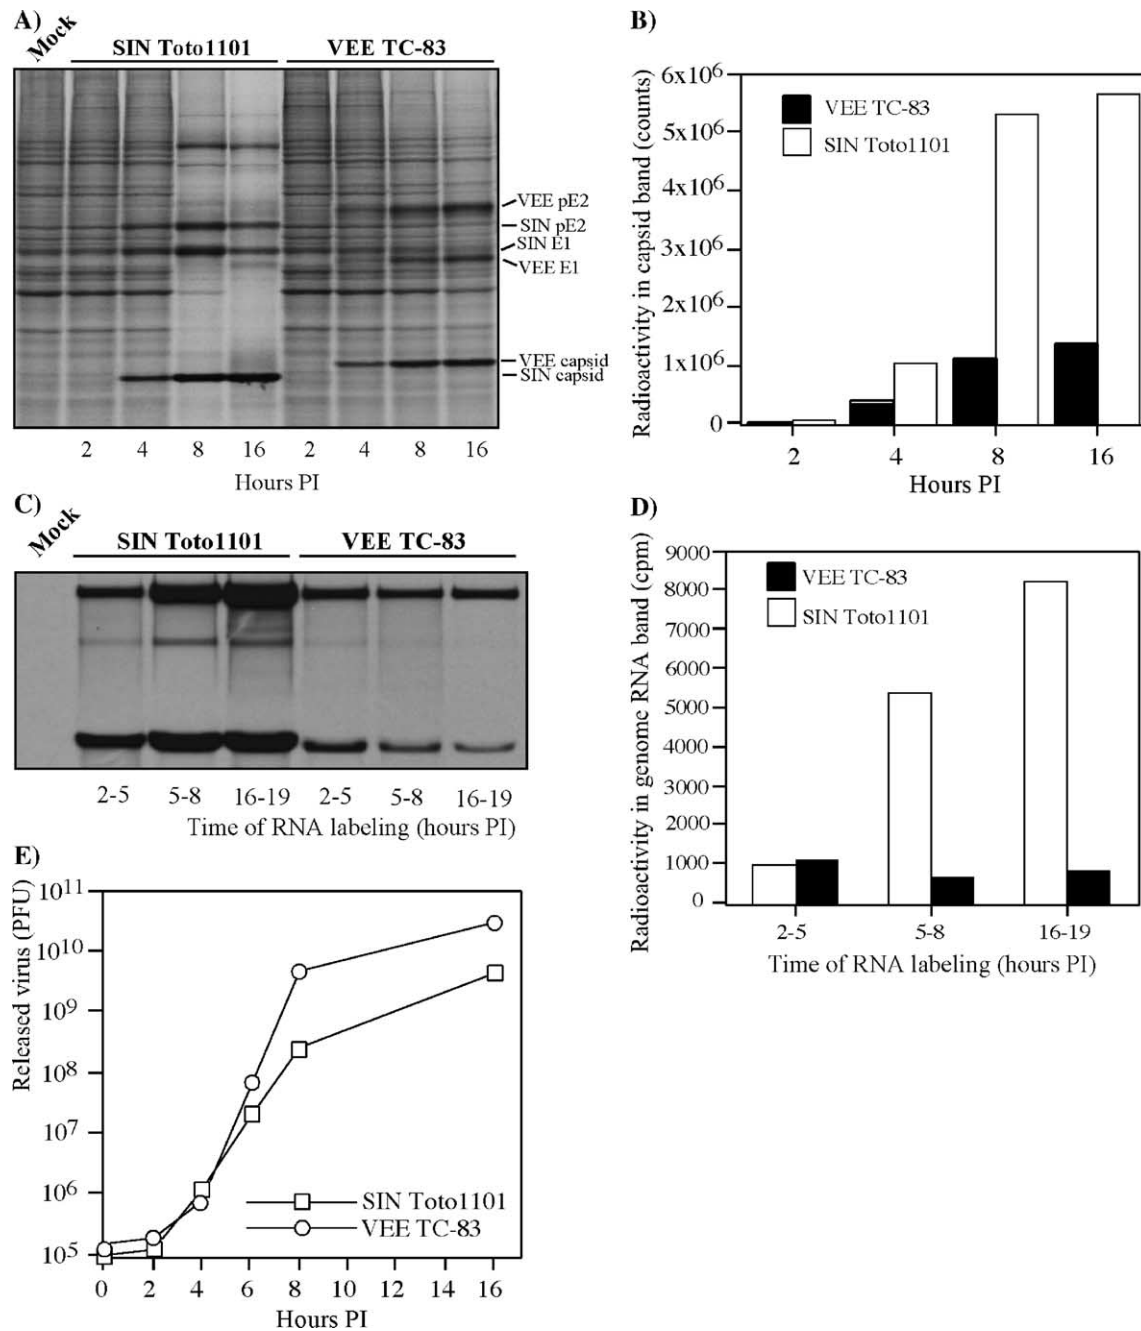 A)
Mock
SIN Toto1101
VEE TC-83
VEE pE2
SIN pE2
SIN E1
VEE E1
VEE capsid
SIN capsid
2 4 8 16 2 4 8 16
Hours PI
B)
Radioactivity in capsid band (counts)
6x10⁶
5x10⁶
4x10⁶
3x10⁶
2x10⁶
1x10⁶
0
VEE TC-83
SIN Toto1101
2 4 8 16
Hours PI
C)
Mock
SIN Toto1101
VEE TC-83
2-5 5-8 16-19 2-5 5-8 16-19
Time of RNA labeling (hours PI)
D)
Radioactivity in genome RNA band (cpm)
9000
8000
7000
6000
5000
4000
3000
2000
1000
0
VEE TC-83
SIN Toto1101
2-5 5-8 16-19
Time of RNA labeling (hours PI)
E)
Released virus (PFU)
10¹¹
10¹⁰
10⁹
10⁸
10⁷
10⁶
10⁵
SIN Toto1101
VEE TC-83
0 2 4 6 8 10 12 14 16
Hours PI